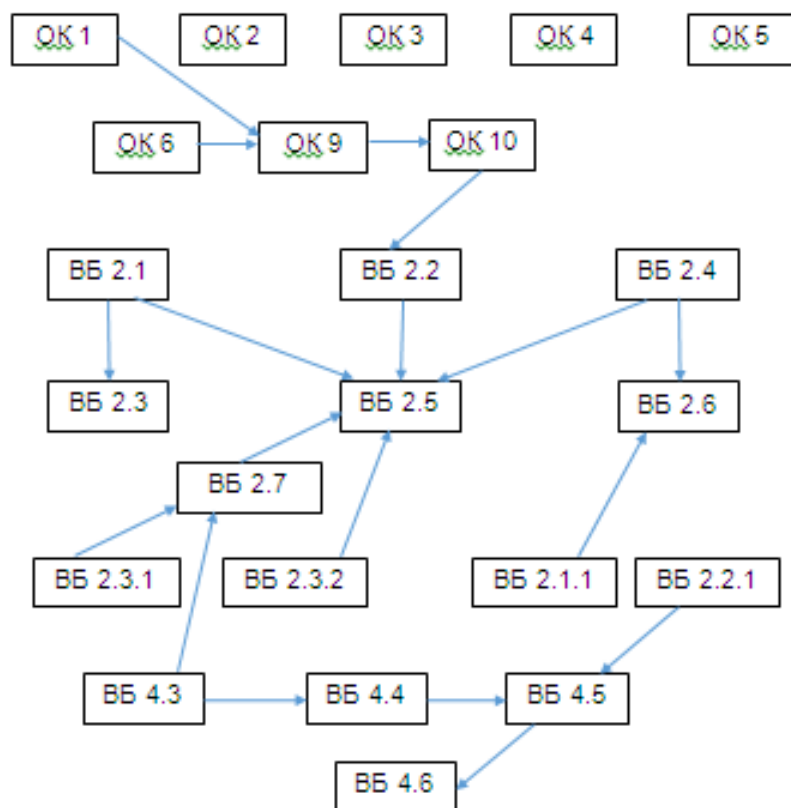 ОК 1 ОК 2 ОК 3 ОК 4 ОК 5
ОК 6 ОК 9 ОК 10
ВБ 2.1 ВБ 2.2 ВБ 2.4
ВБ 2.3 ВБ 2.5 ВБ 2.6
ВБ 2.7
ВБ 2.3.1 ВБ 2.3.2 ВБ 2.1.1 ВБ 2.2.1
ВБ 4.3 ВБ 4.4 ВБ 4.5
ВБ 4.6